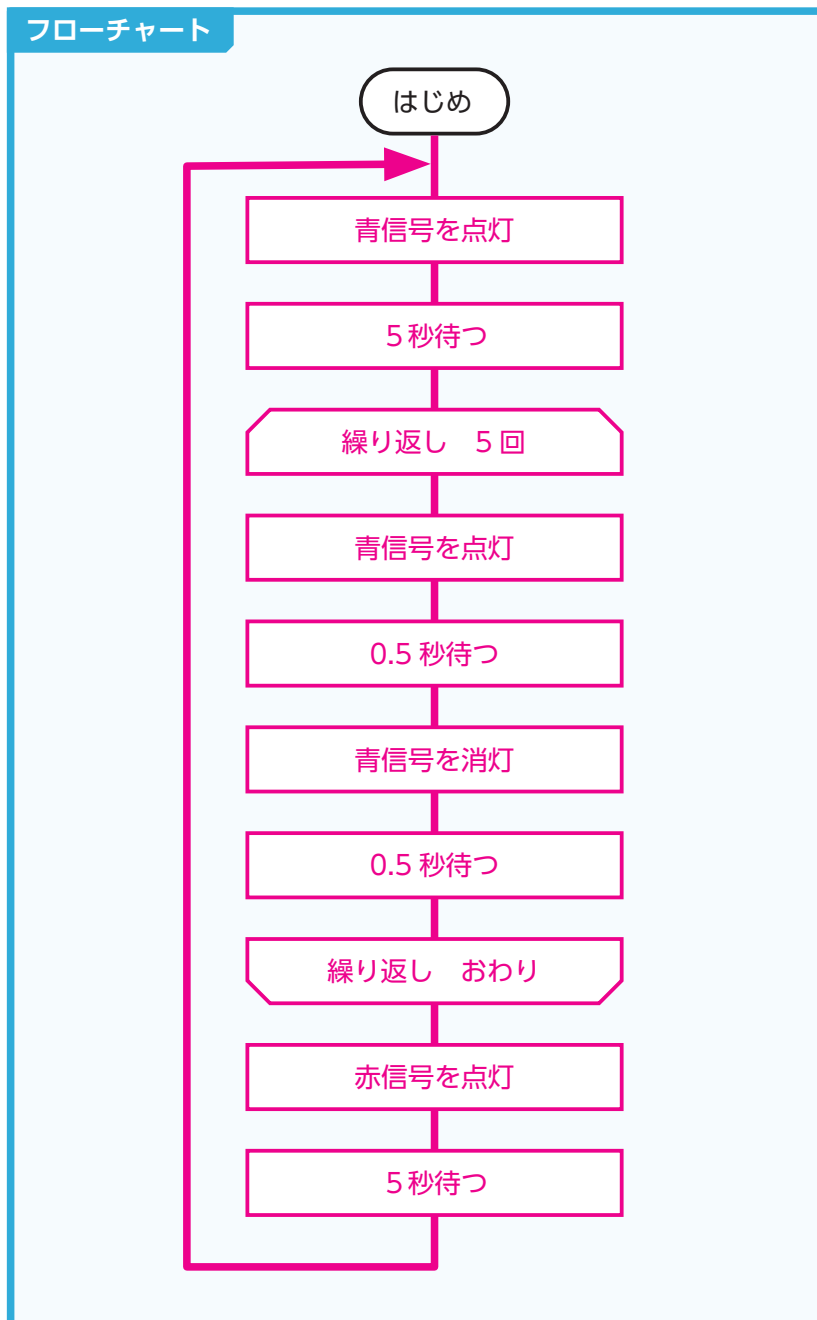 フローチャート
はじめ
青信号を点灯
5秒待つ
繰り返し　5回
青信号を点灯
0.5秒待つ
青信号を消灯
0.5秒待つ
繰り返し　おわり
赤信号を点灯
5秒待つ